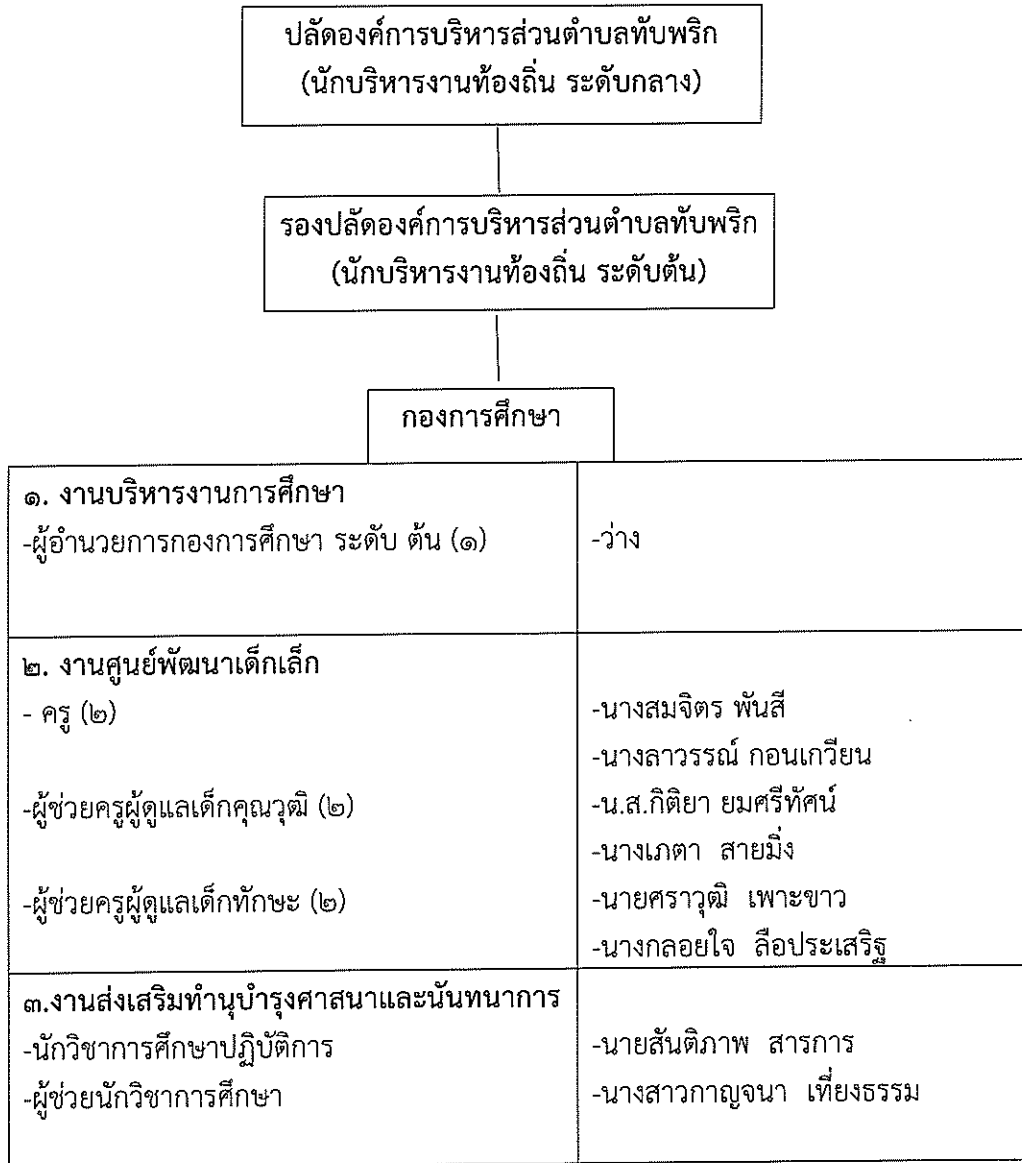 ปลัดองค์การบริหารส่วนตำบลทับพริก
(นักบริหารงานท้องถิ่น ระดับกลาง)
รองปลัดองค์การบริหารส่วนตำบลทับพริก
(นักบริหารงานท้องถิ่น ระดับต้น)
กองการศึกษา
๑. งานบริหารงานการศึกษา
-ผู้อำนวยการกองการศึกษา ระดับ ต้น (๑) -ว่าง
๒. งานศูนย์พัฒนาเด็กเล็ก
- ครู (๒) -นางสมจิตร พันสี
-นางลาวรรณ์ กอนเกวียน
-ผู้ช่วยครูผู้ดูแลเด็กคุณวุฒิ (๒) -น.ส.กิติยา ยมศรีทัศน์
-นางเภตา สายมิ่ง
-ผู้ช่วยครูผู้ดูแลเด็กทักษะ (๒) -นายศราวุฒิ เพาะขาว
-นางกลอยใจ ลือประเสริฐ
๓.งานส่งเสริมทำนุบำรุงศาสนาและนันทนาการ
-นักวิชาการศึกษาปฏิบัติการ -นายสันติภาพ สารการ
-ผู้ช่วยนักวิชาการศึกษา -นางสาวกาญจนา เที่ยงธรรม